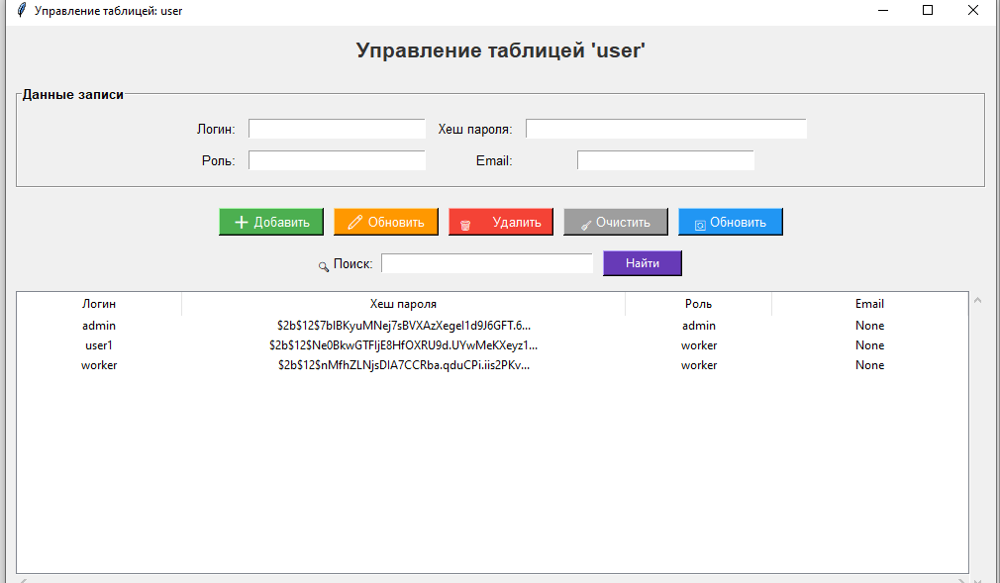 Управление таблицей: user
Управление таблицей 'user'
Данные записи
Логин: Хеш пароля:
Роль: Email:
Добавить Обновить Удалить Очистить Обновить
Поиск: Найти
Логин Хеш пароля Роль Email
admin $2b$12$7blBKyuMNej7sBVXAzXegel1d9J6GFT.6... admin None
user1 $2b$12$Ne0BkwGTFljE8HfOXRU9d.UYwMeKXeyz1... worker None
worker $2b$12$nMfhZLNjsDIA7CCRba.qduCPi.iis2PKv... worker None